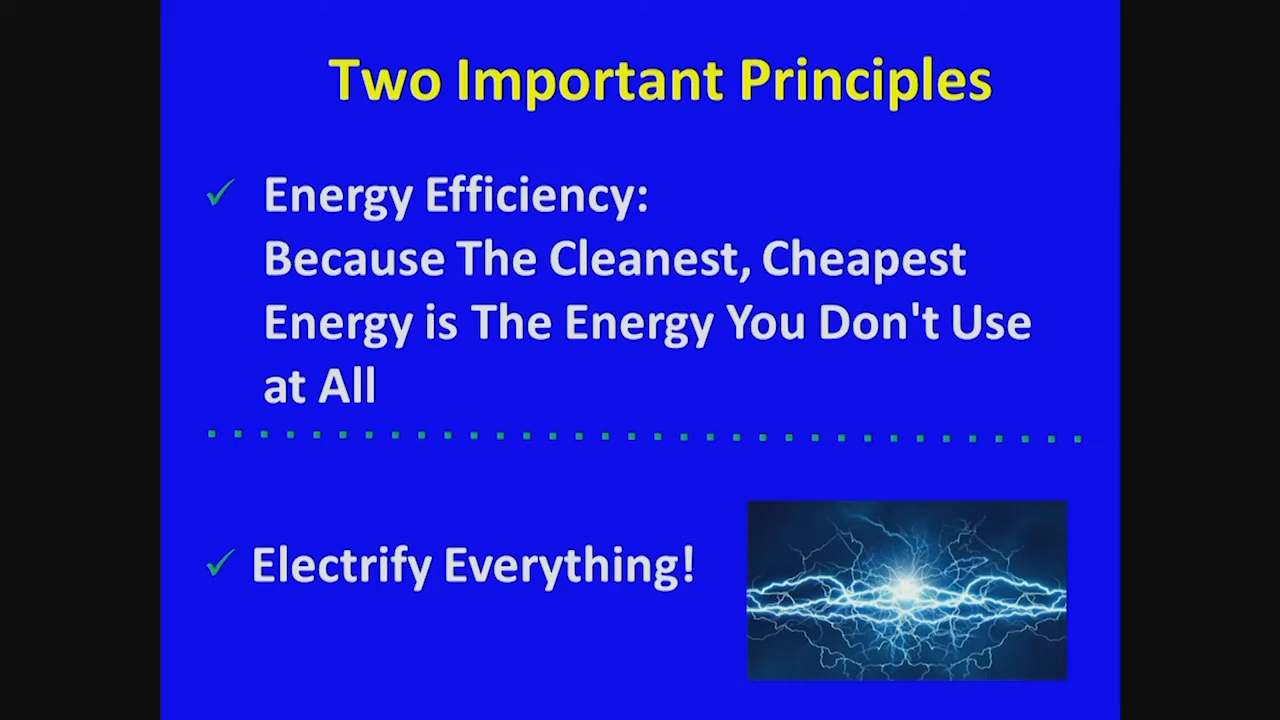 Two Important Principles
Energy Efficiency:
Because The Cleanest, Cheapest
Energy is The Energy You Don't Use
at All
Electrify Everything!